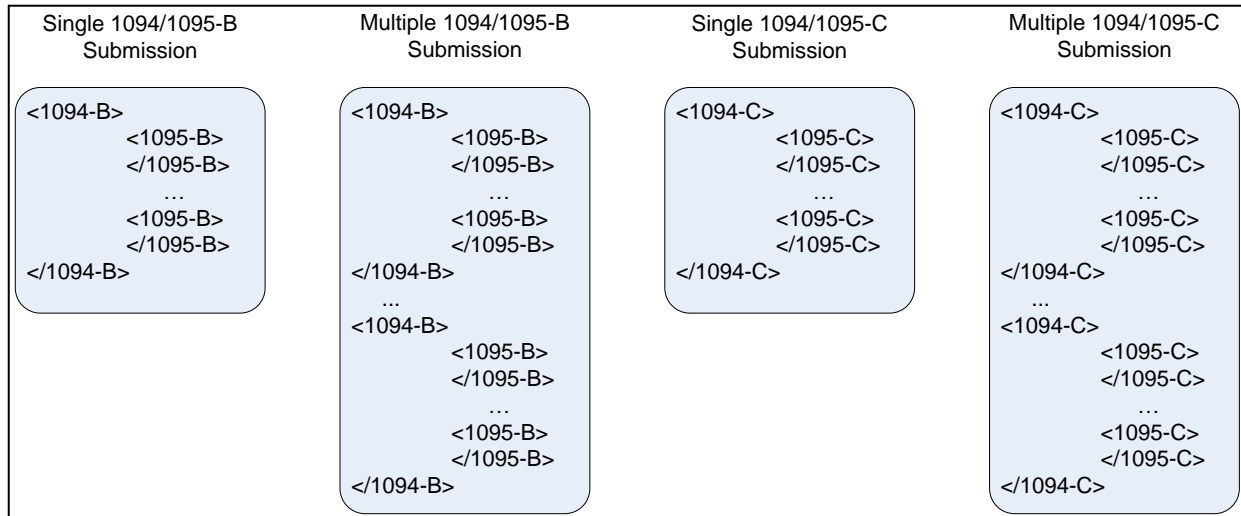 Single 1094/1095-B
Submission
<1094-B>
<1095-B>
</1095-B>
…
<1095-B>
</1095-B>
</1094-B>
Multiple 1094/1095-B
Submission
<1094-B>
<1095-B>
</1095-B>
…
<1095-B>
</1095-B>
</1094-B>
...
<1094-B>
<1095-B>
</1095-B>
…
<1095-B>
</1095-B>
</1094-B>
Single 1094/1095-C
Submission
<1094-C>
<1095-C>
</1095-C>
…
<1095-C>
</1095-C>
</1094-C>
Multiple 1094/1095-C
Submission
<1094-C>
<1095-C>
</1095-C>
…
<1095-C>
</1095-C>
</1094-C>
...
<1094-C>
<1095-C>
</1095-C>
…
<1095-C>
</1095-C>
</1094-C>